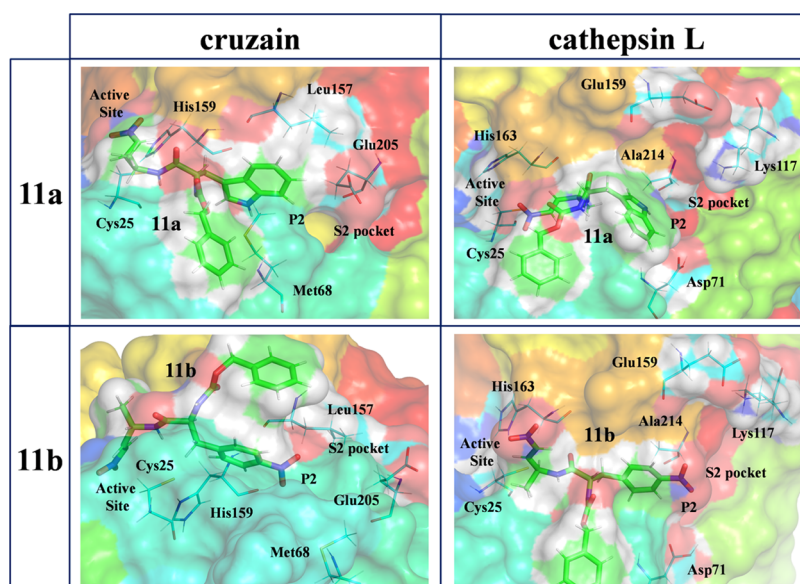 cruzain
cathepsin L
11a
Active
Site
His159
Leu157
Glu205
11a
Cys25
P2
S2 pocket
Met68
Glu159
His163
Ala214
Lys117
Active
Site
S2 pocket
11a
P2
Cys25
Asp71
11b
11b
Leu157
S2 pocket
Cys25
P2
Active
Site
His159
Glu205
Met68
Glu159
His163
Ala214
11b
Lys117
Active
Site
S2 pocket
Cys25
P2
Asp71